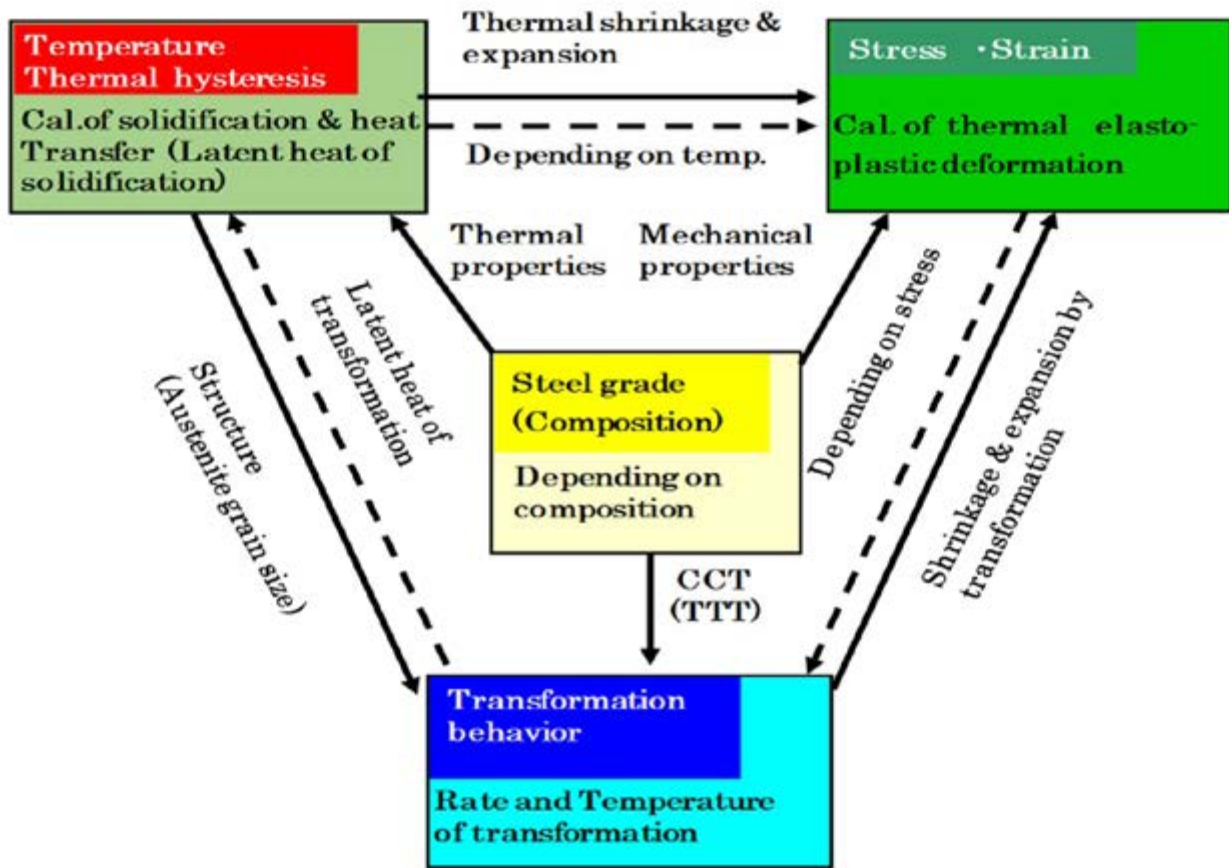 Thermal shrinkage &
expansion
Temperature
Thermal hysteresis
Cal.of solidification & heat
Transfer (Latent heat of
solidification)
Stress ・Strain
Cal. of thermal elasto-
plastic deformation
Depending on temp.
Thermal
properties
Mechanical
properties
Structure
(Austenite grain size)
Latent heat of
transformation
Steel grade
(Composition)
Depending on
composition
Depending on stress
Shrinkage & expansion by
transformation
CCT
(TTT)
Transformation
behavior
Rate and Temperature
of transformation